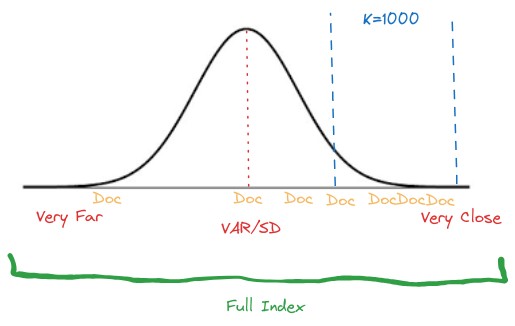 K=1000
Doc Doc Doc Doc DocDocDoc
Very Far VAR/SD Very Close
Full Index